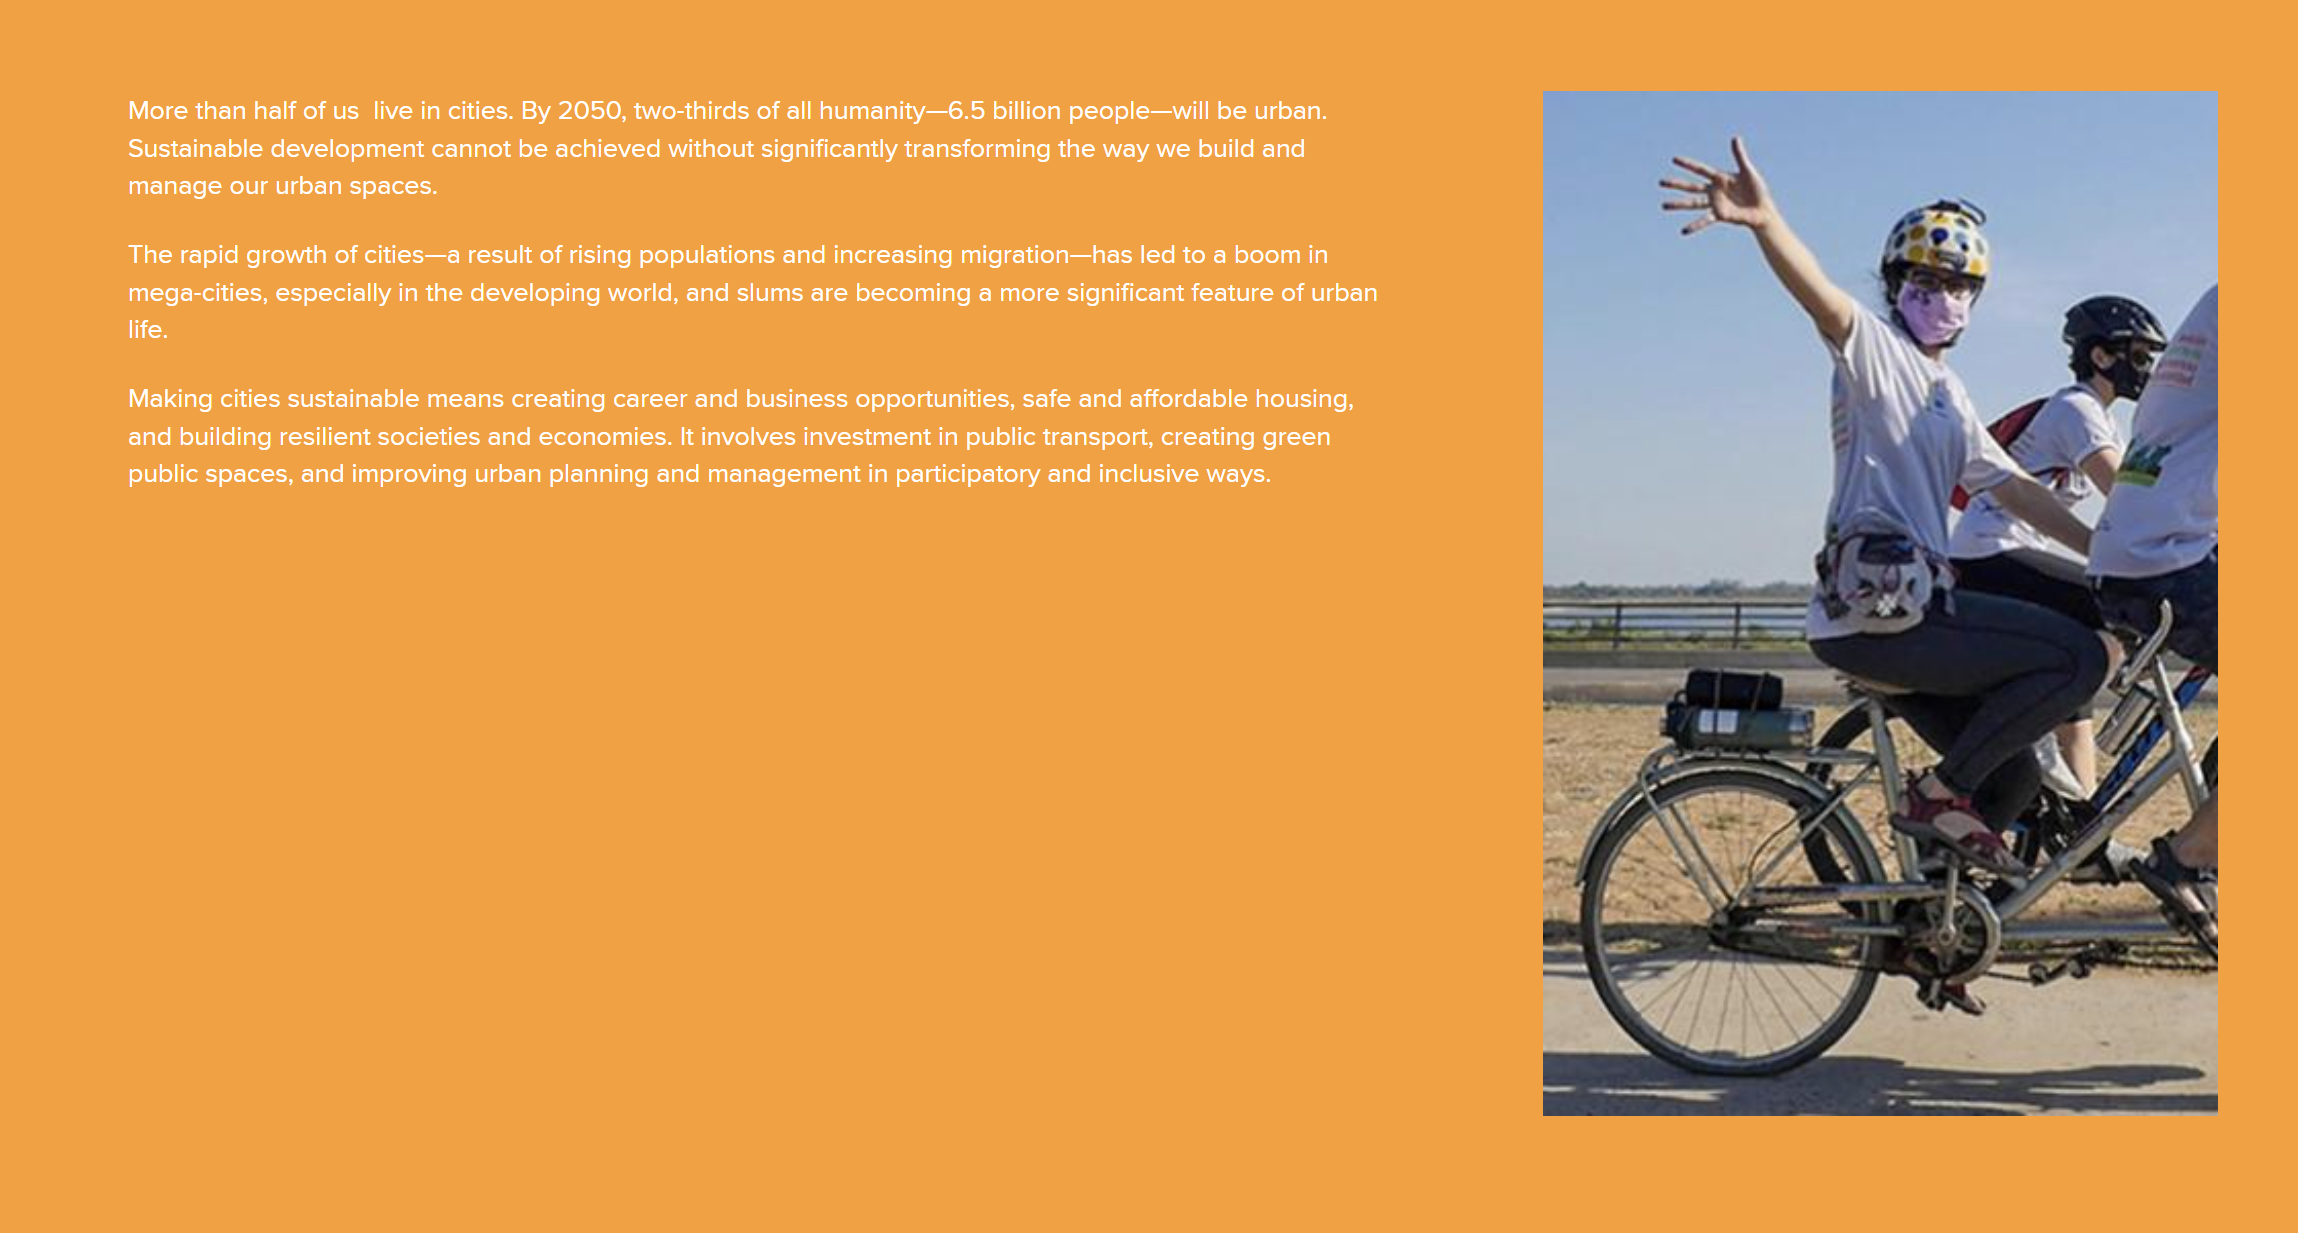 More than half of us  live in cities. By 2050, two-thirds of all humanity—6.5 billion people—will be urban.
Sustainable development cannot be achieved without significantly transforming the way we build and
manage our urban spaces.
The rapid growth of cities—a result of rising populations and increasing migration—has led to a boom in
mega-cities, especially in the developing world, and slums are becoming a more significant feature of urban
life.
Making cities sustainable means creating career and business opportunities, safe and affordable housing,
and building resilient societies and economies. It involves investment in public transport, creating green
public spaces, and improving urban planning and management in participatory and inclusive ways.